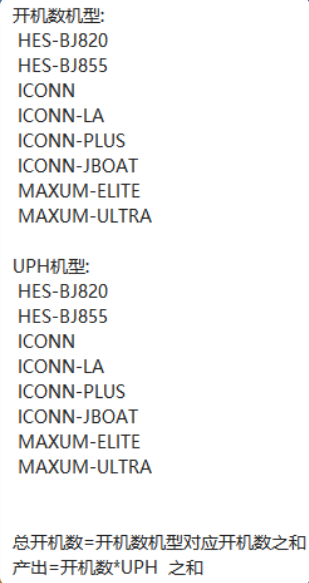 开机数机型:
HES-BJ820
HES-BJ855
ICONN
ICONN-LA
ICONN-PLUS
ICONN-JBOAT
MAXUM-ELITE
MAXUM-ULTRA
UPH机型:
HES-BJ820
HES-BJ855
ICONN
ICONN-LA
ICONN-PLUS
ICONN-JBOAT
MAXUM-ELITE
MAXUM-ULTRA
总开机数=开机数机型对应开机数之和
产出=开机数*UPH 之和